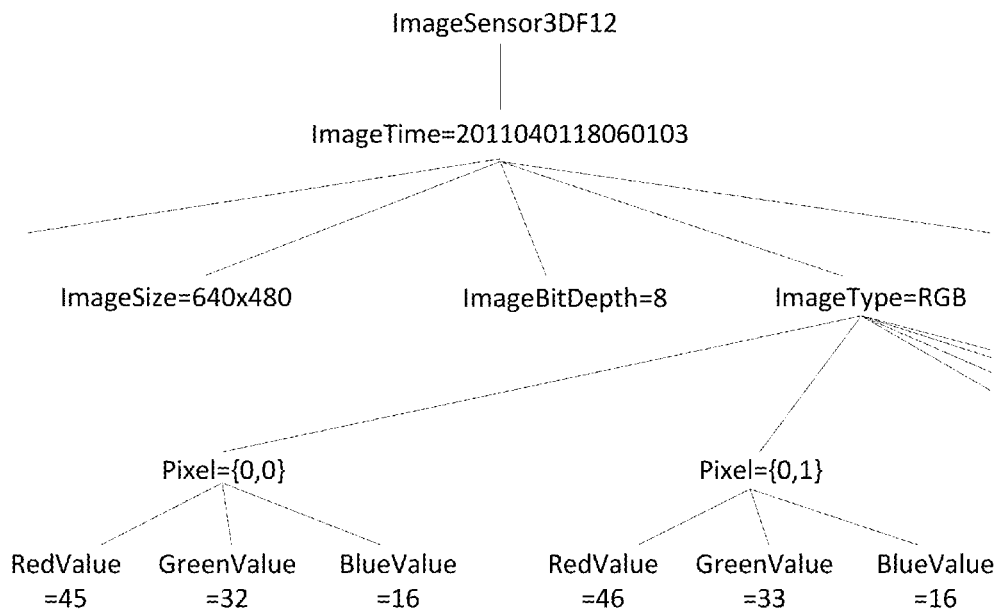 ImageSensor3DF12
ImageTime=2011040118060103
ImageSize=640x480
ImageBitDepth=8
ImageType=RGB
Pixel={0,0}
Pixel={0,1}
RedValue
=45
GreenValue
=32
BlueValue
=16
RedValue
=46
GreenValue
=33
BlueValue
=16